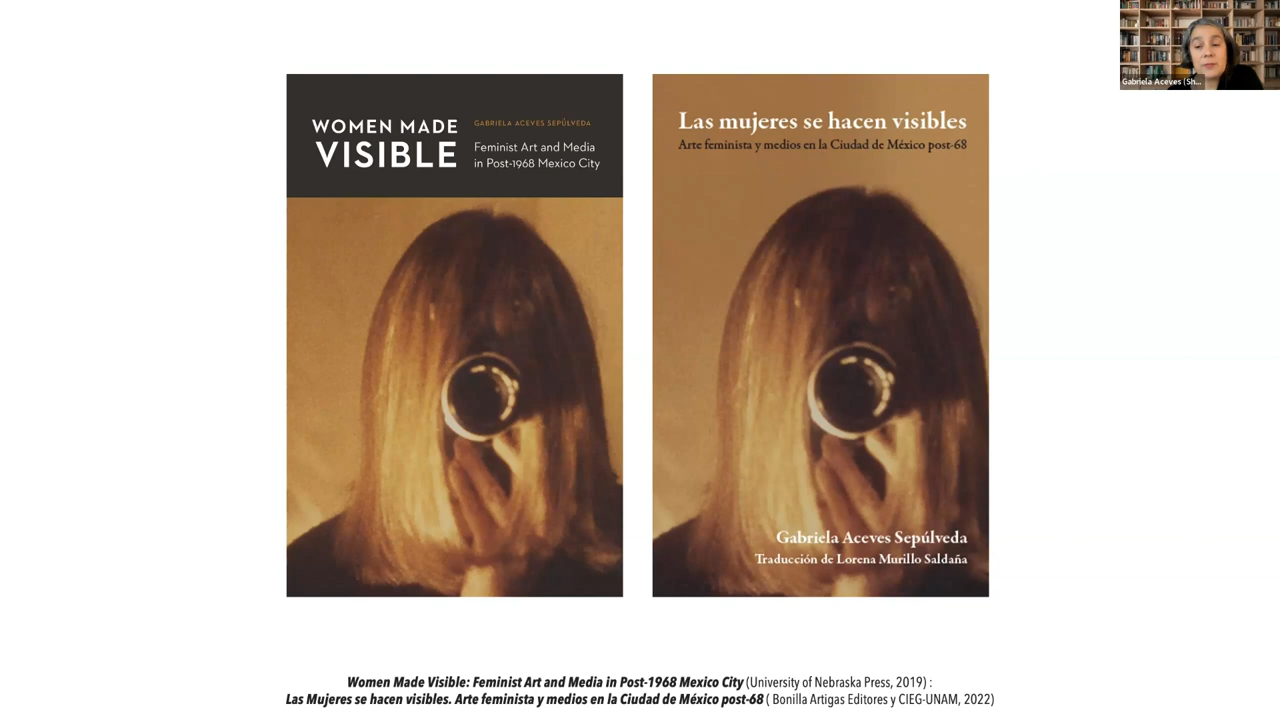 Gabriela Aceves (Sh...
WOMEN MADE
VISIBLE
GABRIELA ACEVES SEPÚLVEDA
Feminist Art and Media
in Post-1968 Mexico City
Las mujeres se hacen visibles
Arte feminista y medios en la Ciudad de México post-68
Gabriela Aceves Sepúlveda
Traducción de Lorena Murillo Saldaña
Women Made Visible: Feminist Art and Media in Post-1968 Mexico City (University of Nebraska Press, 2019) :
Las Mujeres se hacen visibles. Arte feminista y medios en la Ciudad de México post-68 ( Bonilla Artigas Editores y CIEG-UNAM, 2022)